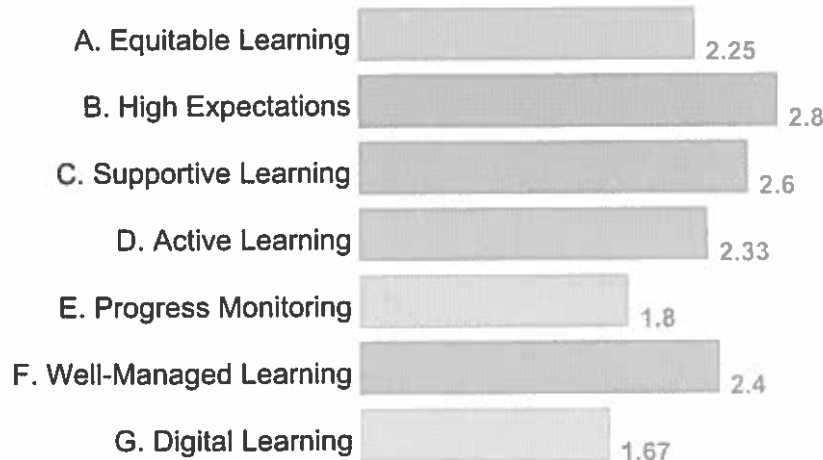 A. Equitable Learning 2.25
B. High Expectations 2.8
C. Supportive Learning 2.6
D. Active Learning 2.33
E. Progress Monitoring 1.8
F. Well-Managed Learning 2.4
G. Digital Learning 1.67